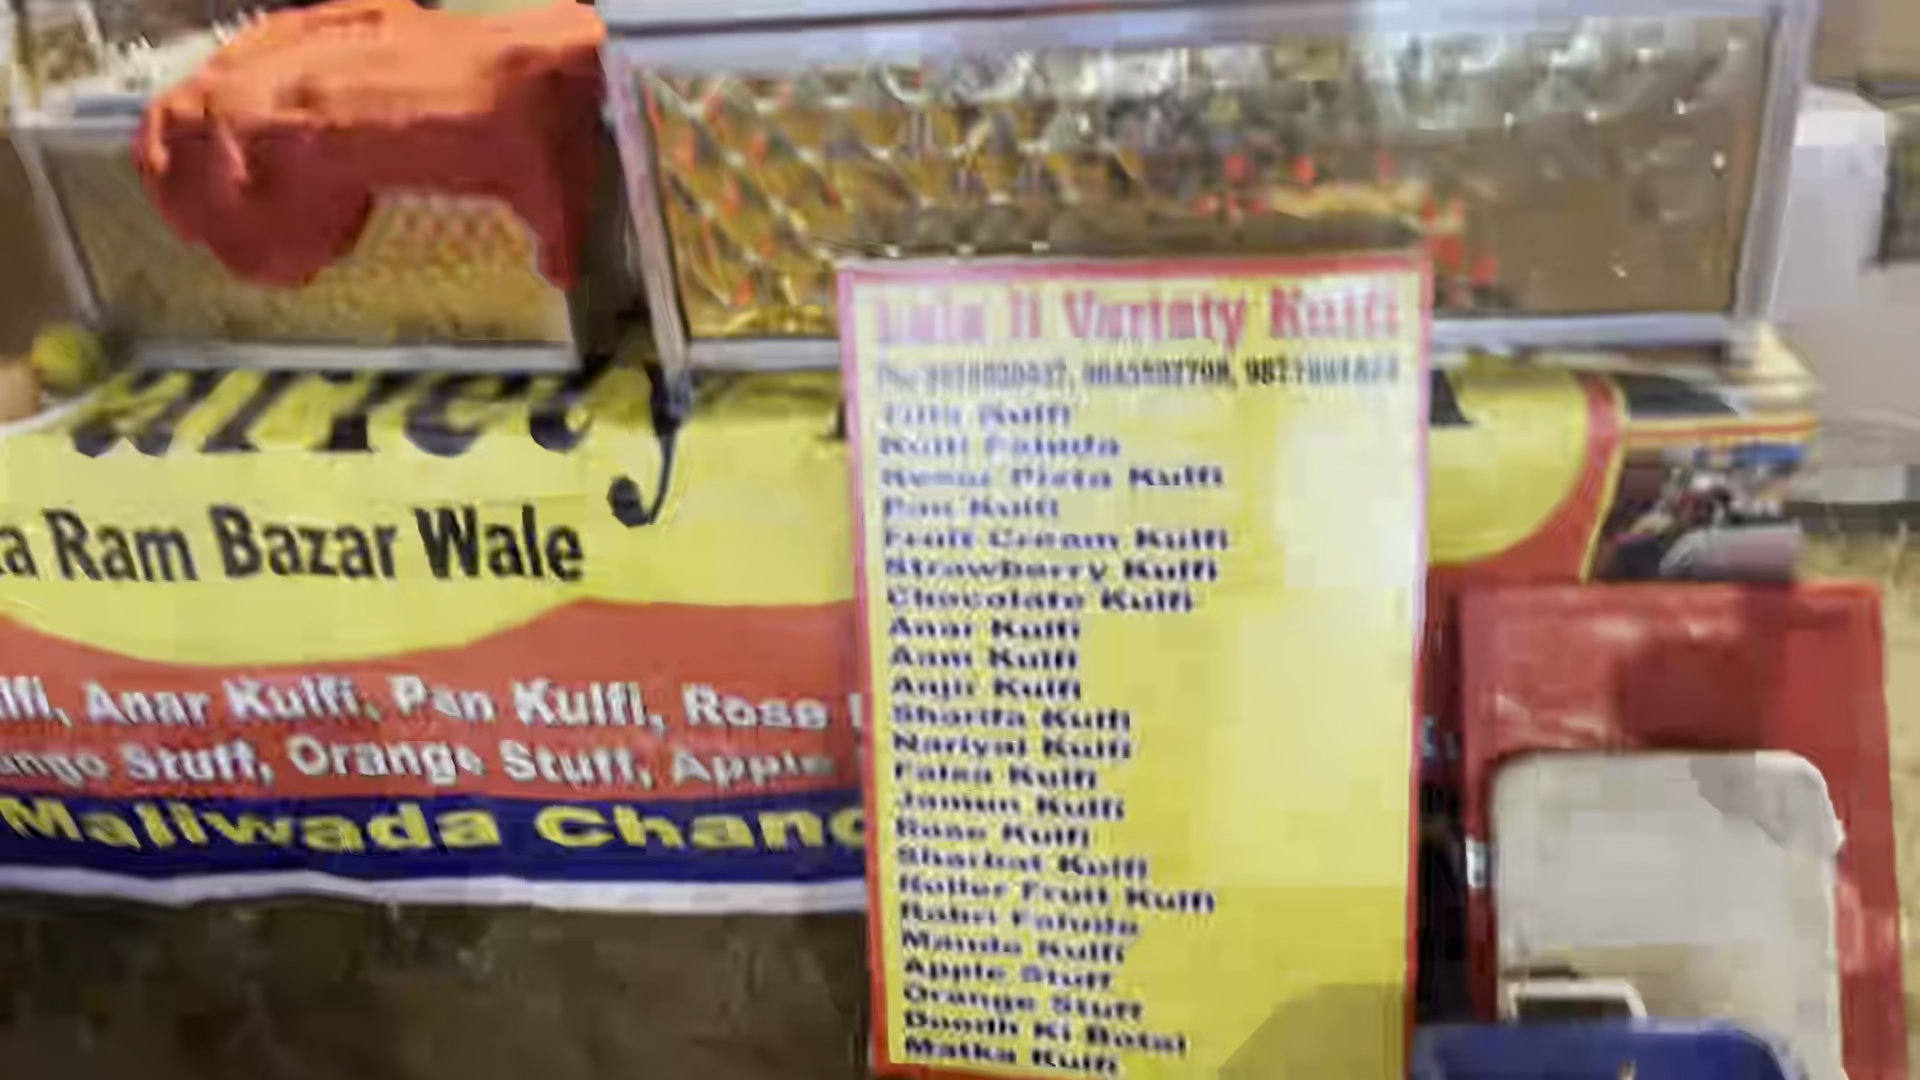 ariety
a Ram Bazar Wale
lfi, Anar Kulfi, Pan Kulfi, Rose
ango Stuff, Orange Stuff, Apple
Maliwada Chand
Ji Variety Kulfi
Kulfi
Kulfi Faluda
Kesar Pista Kulfi
Pan Kulfi
Fruit Cream Kulfi
Strawberry Kulfi
Chocolate Kulfi
Anar Kulfi
Aam Kulfi
Anjir Kulfi
Sharifa Kulfi
Nariyal Kulfi
Falsa Kulfi
Jamun Kulfi
Rose Kulfi
Sharbat Kulfi
Roller Fruit Kulfi
Rabri Faluda
Kulfi
Apple Stuff
Orange Stuff
Doodh Ki Botal
Matka Kulfi